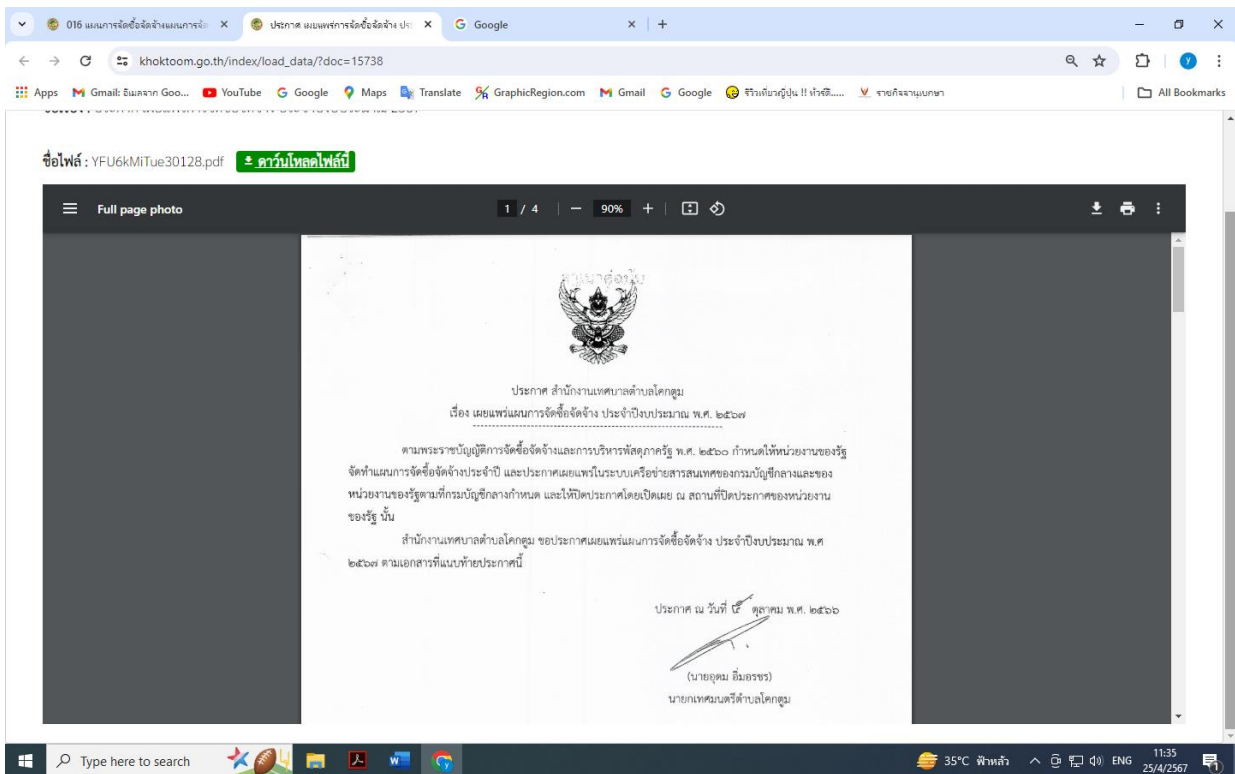 016 แผนการจัดซื้อจัดจ้างแผนการจัด
ประกาศ เผยแพร่การจัดซื้อจัดจ้าง ประ
Google
khoktoom.go.th/index/load_data/?doc=15738
Apps
Gmail: อีเมลจาก Goo...
YouTube
Google
Maps
Translate
GraphicRegion.com
Gmail
Google
รีวิวเที่ยวญี่ปุ่น !! ทัวร์ดี.....
รายกิจจานุเบกษา
All Bookmarks
ชื่อไฟล์ : YFU6kMiTue30128.pdf
ดาวน์โหลดไฟล์นี้
Full page photo
1 / 4
90%
สำเนาคู่ฉบับ
ประกาศ สำนักงานเทศบาลตำบลโคกตูม
เรื่อง เผยแพร่แผนการจัดซื้อจัดจ้าง ประจำปีงบประมาณ พ.ศ. ๒๕๖๗
ตามพระราชบัญญัติการจัดซื้อจัดจ้างและการบริหารพัสดุภาครัฐ พ.ศ. ๒๕๖๐ กำหนดให้หน่วยงานของรัฐ
จัดทำแผนการจัดซื้อจัดจ้างประจำปี และประกาศเผยแพร่ในระบบเครือข่ายสารสนเทศของกรมบัญชีกลางและของ
หน่วยงานของรัฐตามที่กรมบัญชีกลางกำหนด และให้ปิดประกาศโดยเปิดเผย ณ สถานที่ปิดประกาศของหน่วยงาน
ของรัฐ นั้น
สำนักงานเทศบาลตำบลโคกตูม ขอประกาศเผยแพร่แผนการจัดซื้อจัดจ้าง ประจำปีงบประมาณ พ.ศ
๒๕๖๗ ตามเอกสารที่แนบท้ายประกาศนี้
ประกาศ ณ วันที่ ตุลาคม พ.ศ. ๒๕๖๖
(นายอุดม อิ่มอรชร)
นายกเทศมนตรีตำบลโคกตูม
Type here to search
35°C ฟ้าหลัว
ENG
11:35
25/4/2567